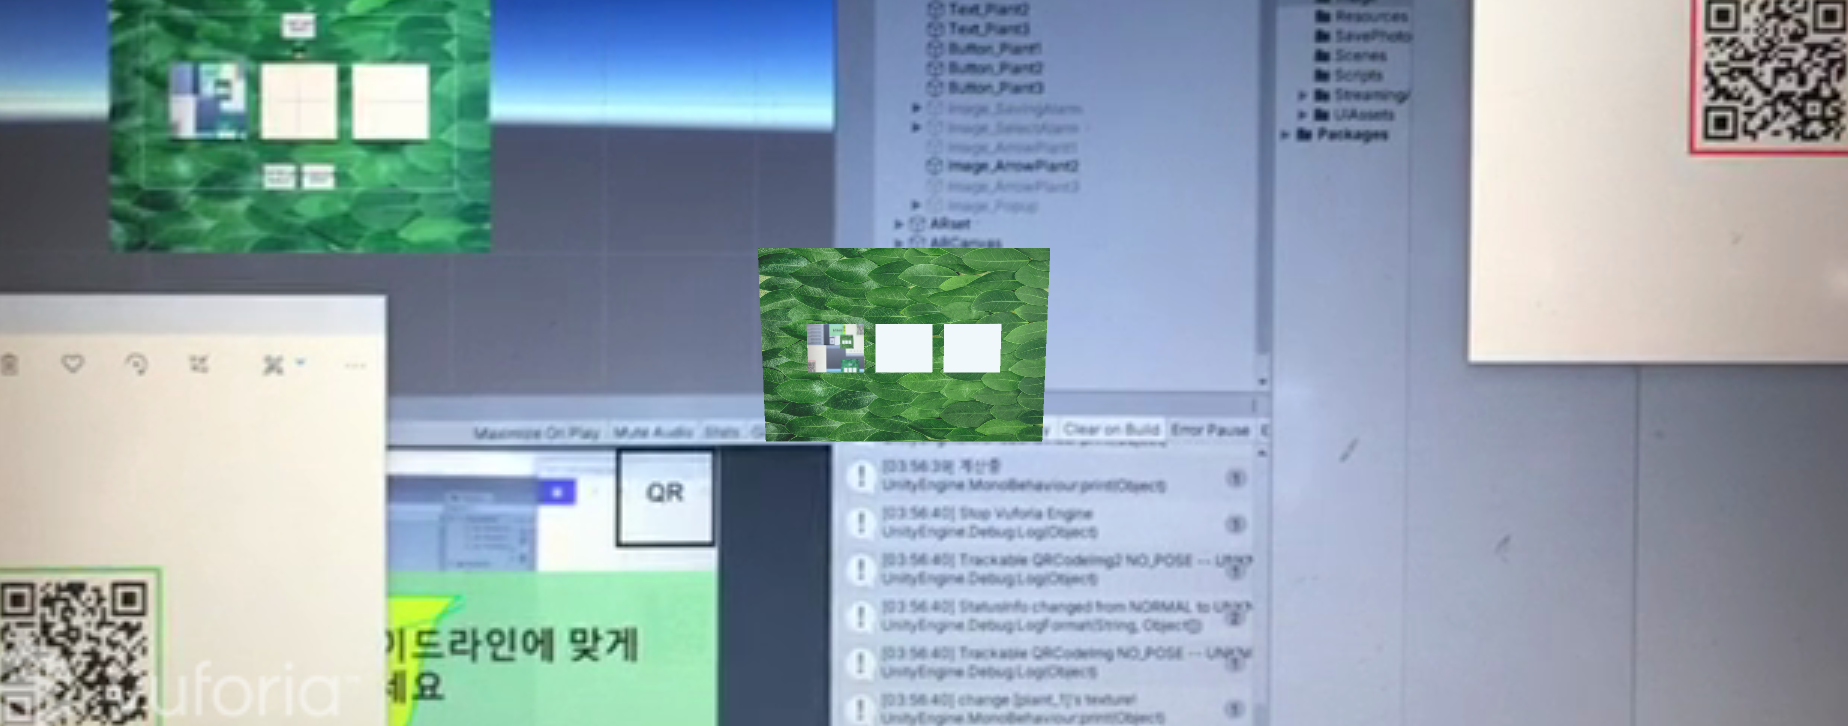 Text_Plant2
Text_Plant3
Button_Plant1
Button_Plant2
Button_Plant3
Image_SavingAlarm
Image_SelectAlarm
Image_ArrowPlant1
Image_ArrowPlant2
Image_ArrowPlant3
Image_Popup
ARset
ARCanvas
Resources
SavePhoto
Scenes
Scripts
Streaming
UIAssets
Packages
Maximize On Play Mute Audio Stats
Clear on Build Error Pause
QR
[03:56:39] 계산중
UnityEngine.MonoBehaviour:print(Object)
[03:56:40] Stop Vuforia Engine
UnityEngine.Debug:Log(Object)
[03:56:40] Trackable QRCodeImg2 NO_POSE --
UnityEngine.Debug:Log(Object)
[03:56:40] StatusInfo changed from NORMAL to
UnityEngine.Debug:LogFormat(String, Object[])
[03:56:40] Trackable QRCodeImg NO_POSE --
UnityEngine.Debug:Log(Object)
[03:56:40] change [plant_1]'s texture!
UnityEngine.MonoBehaviour:print(Object)
이드라인에 맞게
세요
vuforia™